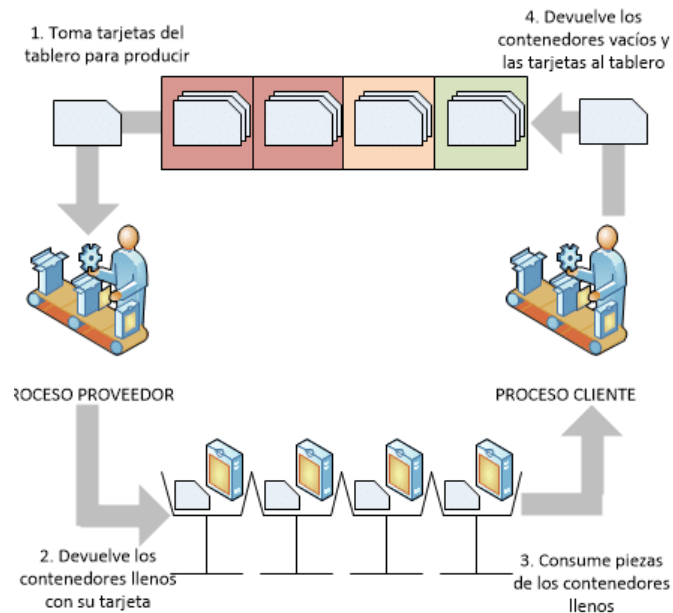 1. Toma tarjetas del
tablero para producir
4. Devuelve los
contenedores vacíos y
las tarjetas al tablero
ROCESO PROVEEDOR
PROCESO CLIENTE
2. Devuelve los
contenedores llenos
con su tarjeta
3. Consume piezas
de los contenedores
llenos